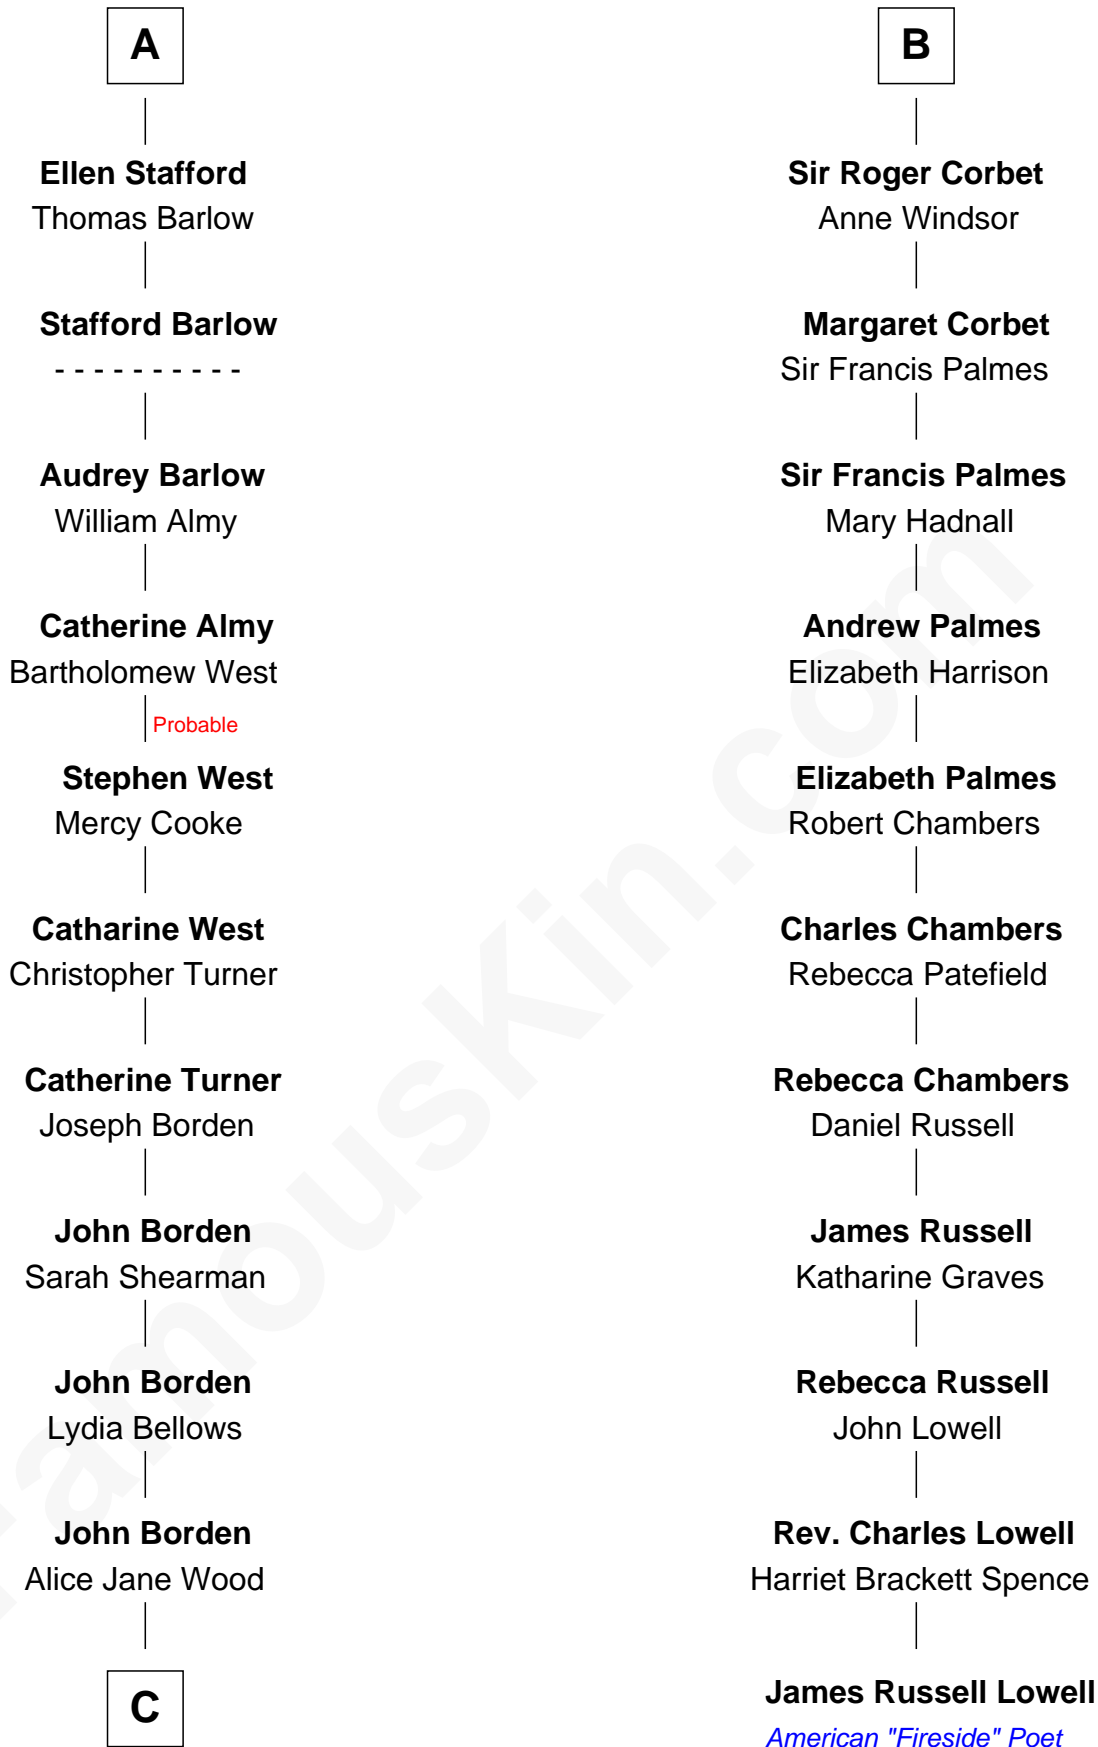 A
Ellen Stafford
Thomas Barlow
Stafford Barlow
- - - - - - - - - -
Audrey Barlow
William Almy
Catherine Almy
Bartholomew West
Probable
Stephen West
Mercy Cooke
Catharine West
Christopher Turner
Catherine Turner
Joseph Borden
John Borden
Sarah Shearman
John Borden
Lydia Bellows
John Borden
Alice Jane Wood
C
B
Sir Roger Corbet
Anne Windsor
Margaret Corbet
Sir Francis Palmes
Sir Francis Palmes
Mary Hadnall
Andrew Palmes
Elizabeth Harrison
Elizabeth Palmes
Robert Chambers
Charles Chambers
Rebecca Patefield
Rebecca Chambers
Daniel Russell
James Russell
Katharine Graves
Rebecca Russell
John Lowell
Rev. Charles Lowell
Harriet Brackett Spence
James Russell Lowell
American "Fireside" Poet
FamousKin.com